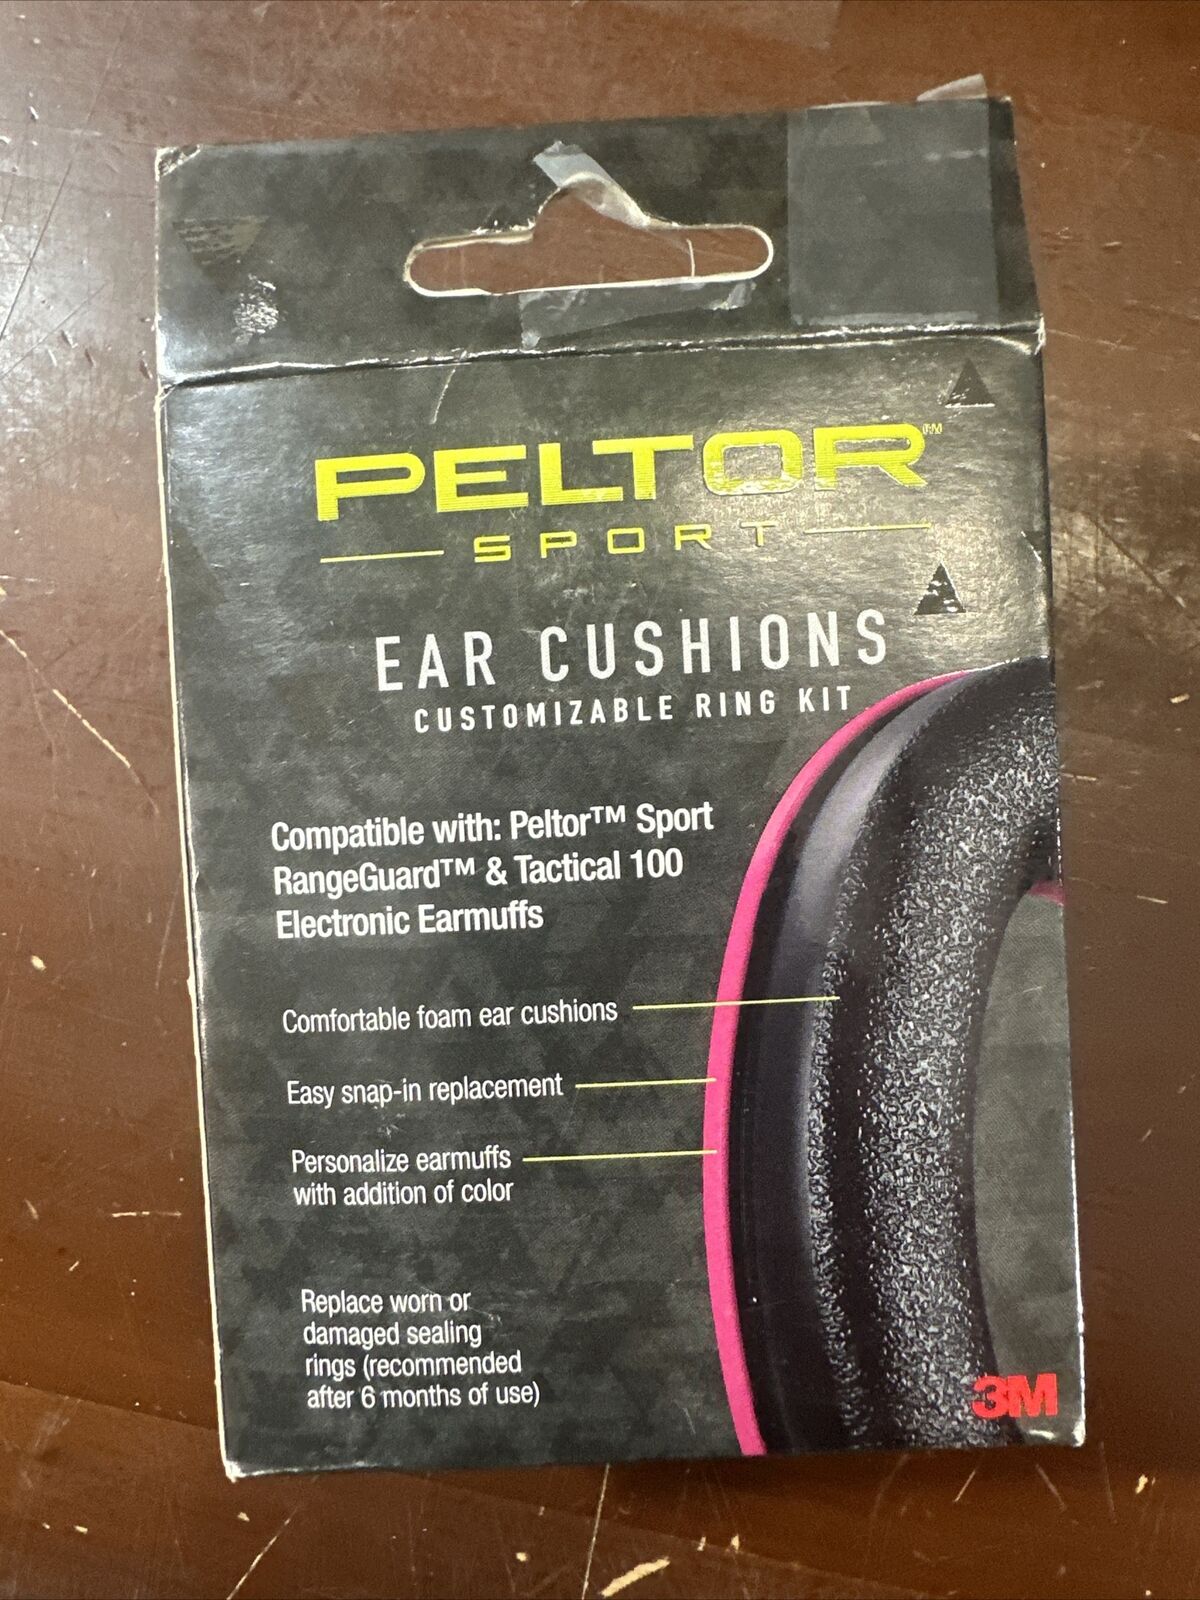 PELTOR™
SPORT
EAR CUSHIONS
CUSTOMIZABLE RING KIT
Compatible with: Peltor™ Sport
RangeGuard™ & Tactical 100
Electronic Earmuffs
Comfortable foam ear cushions
Easy snap-in replacement
Personalize earmuffs
with addition of color
Replace worn or
damaged sealing
rings (recommended
after 6 months of use)
3M